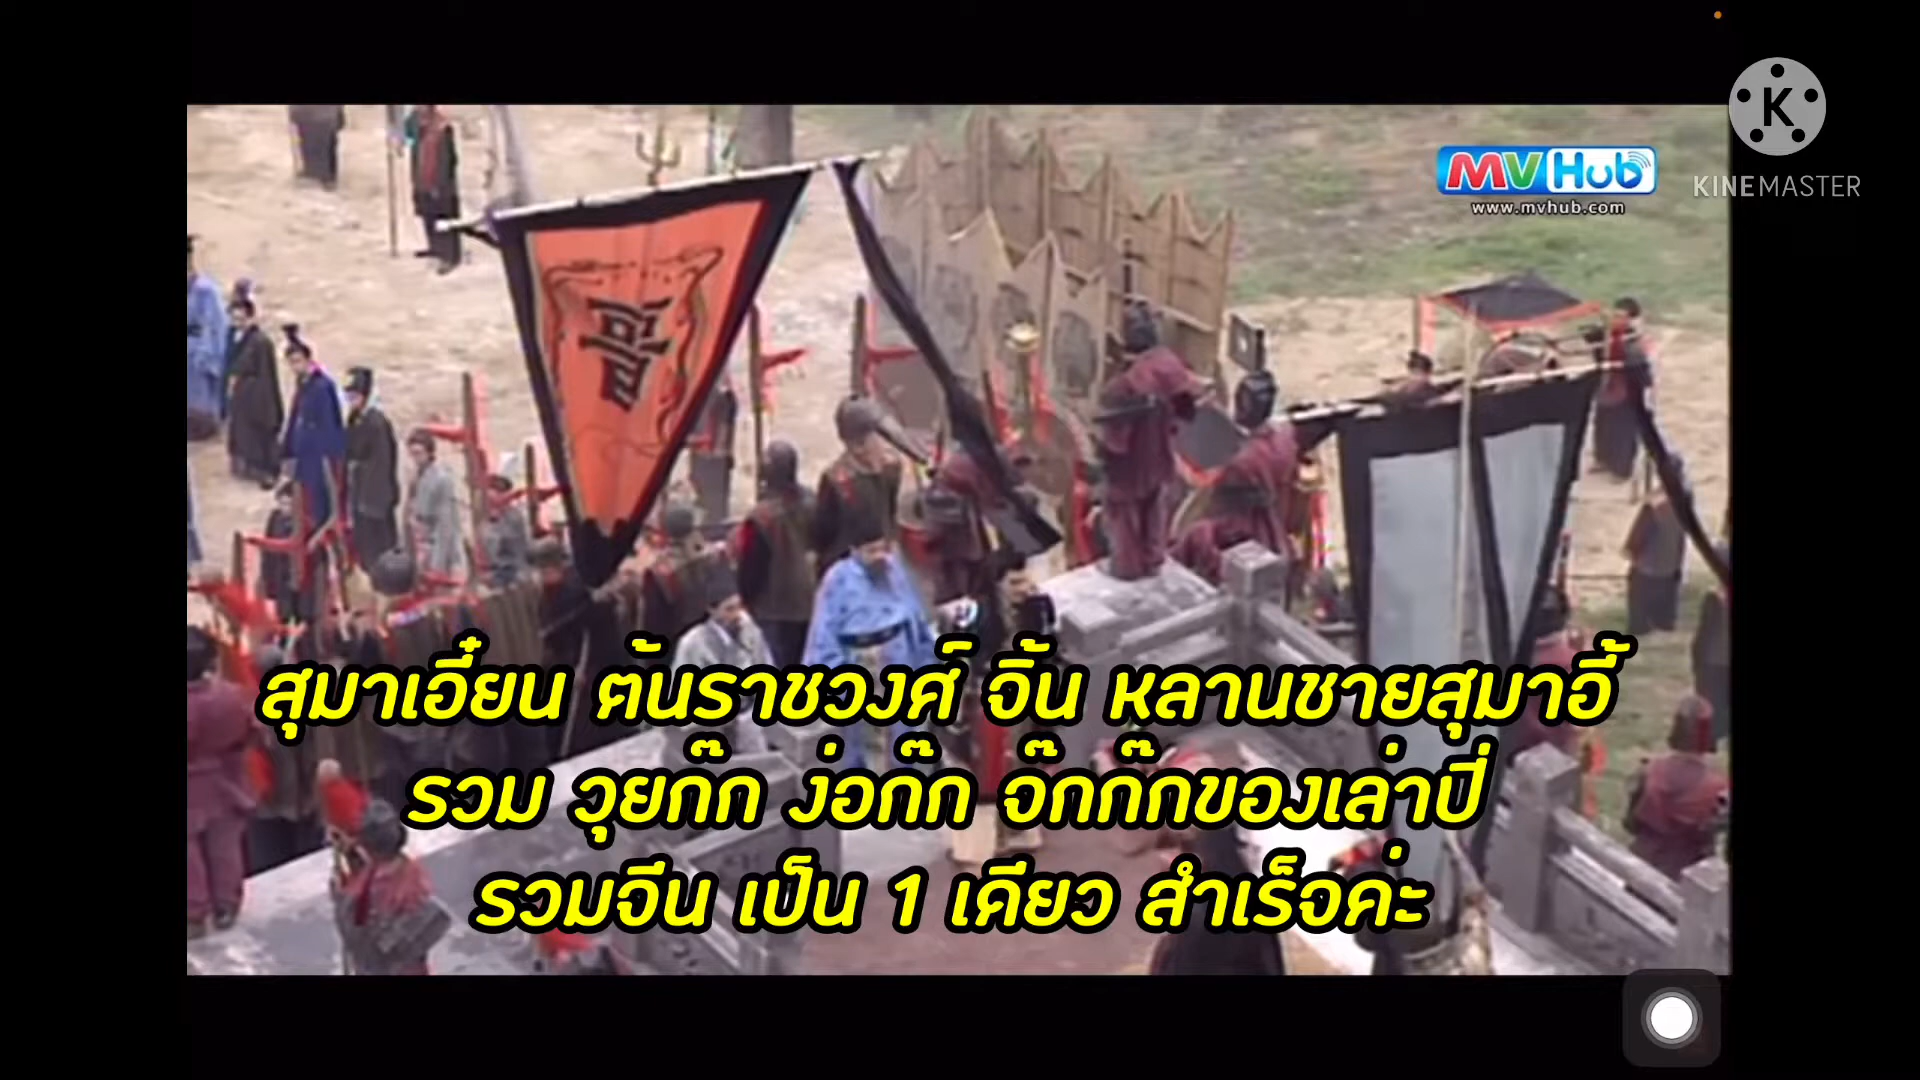 MVHub
www.mvhub.com
K
KINEMASTER
สุมาเอี๋ยน ต้นราชวงศ์ จิ้น หลานชายสุมาอี้
รวม วุยก๊ก ง่อก๊ก จ๊กก๊กของเล่าปี่
รวมจีน เป็น 1 เดียว สำเร็จค่ะ